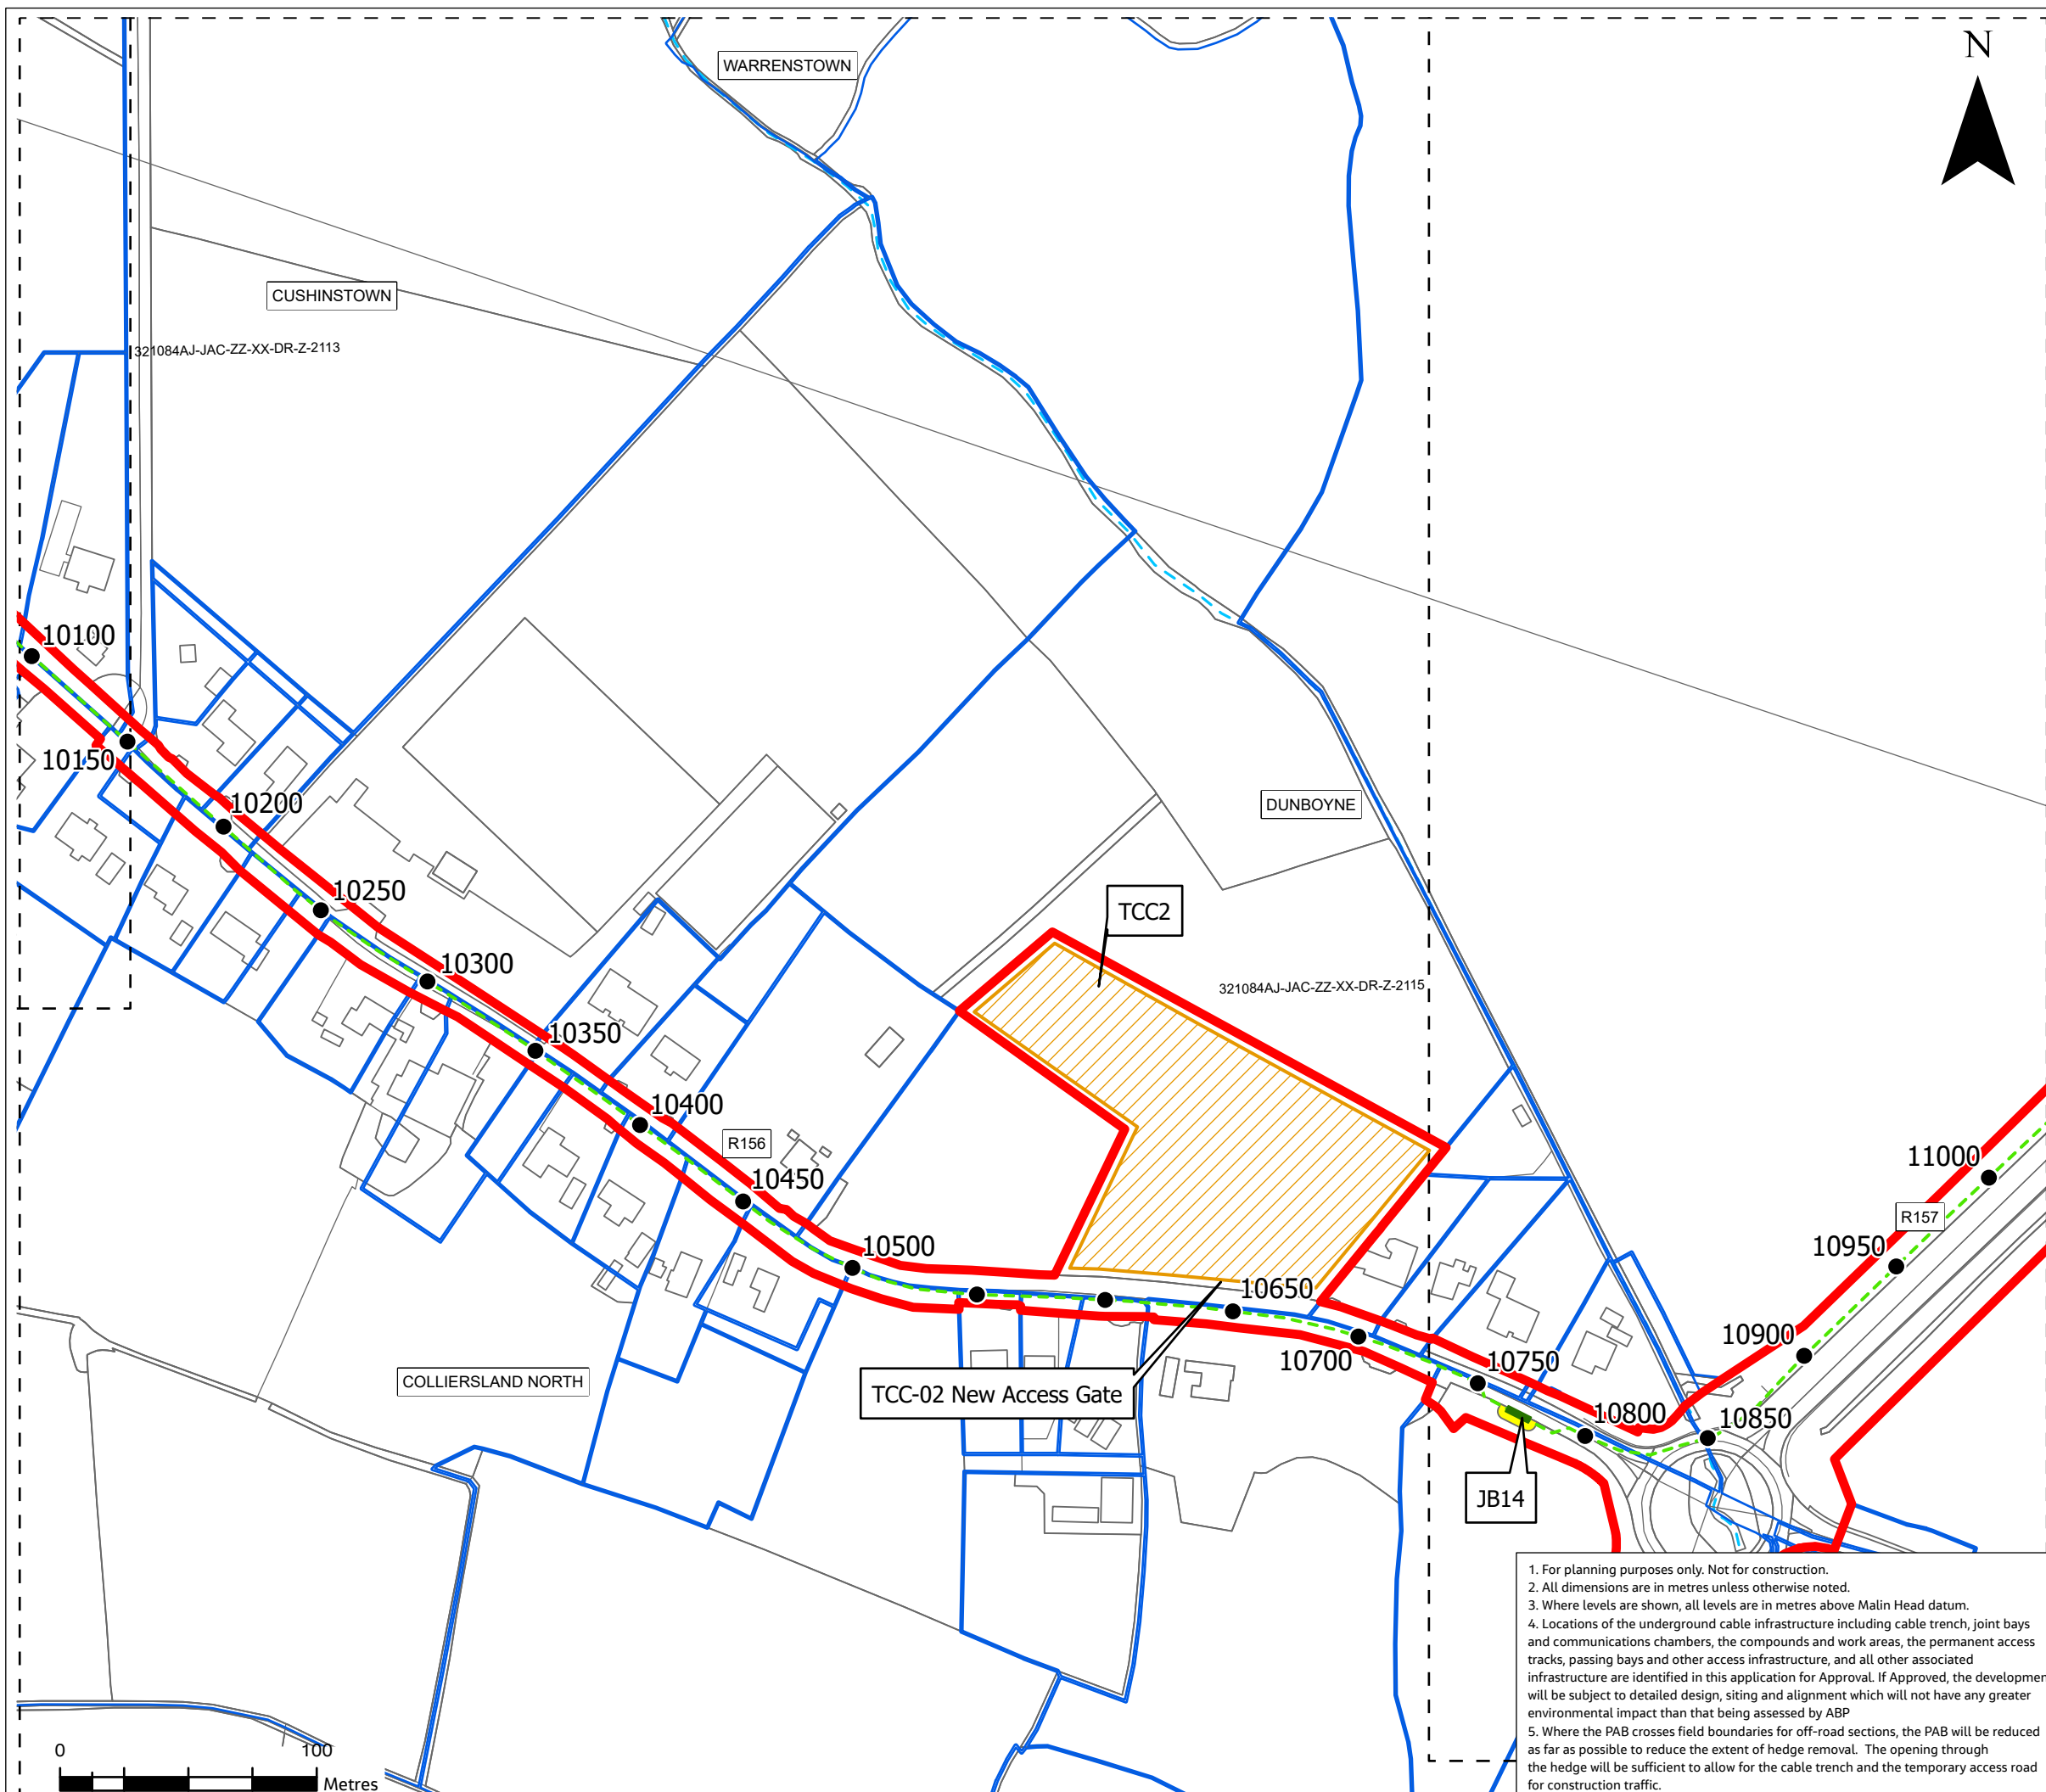 N
WARRENSTOWN
CUSHINSTOWN
321084AJ-JAC-ZZ-XX-DR-Z-2113
10100
10150
10200
DUNBOYNE
10250
TCC2
10300
321084AJ-JAC-ZZ-XX-DR-Z-2115
10350
10400
R156
10450
11000
R157
10500
10950
10650
10700
10900
10750
COLLIERSLAND NORTH
TCC-02 New Access Gate
10800
10850
JB14
1. For planning purposes only. Not for construction.
2. All dimensions are in metres unless otherwise noted.
3. Where levels are shown, all levels are in metres above Malin Head datum.
4. Locations of the underground cable infrastructure including cable trench, joint bays
and communications chambers, the compounds and work areas, the permanent access
tracks, passing bays and other access infrastructure, and all other associated
infrastructure are identified in this application for Approval. If Approved, the developmen
will be subject to detailed design, siting and alignment which will not have any greater
environmental impact than that being assessed by ABP
5. Where the PAB crosses field boundaries for off-road sections, the PAB will be reduced
as far as possible to reduce the extent of hedge removal. The opening through
the hedge will be sufficient to allow for the cable trench and the temporary access road
for construction traffic.
0 100
Metres